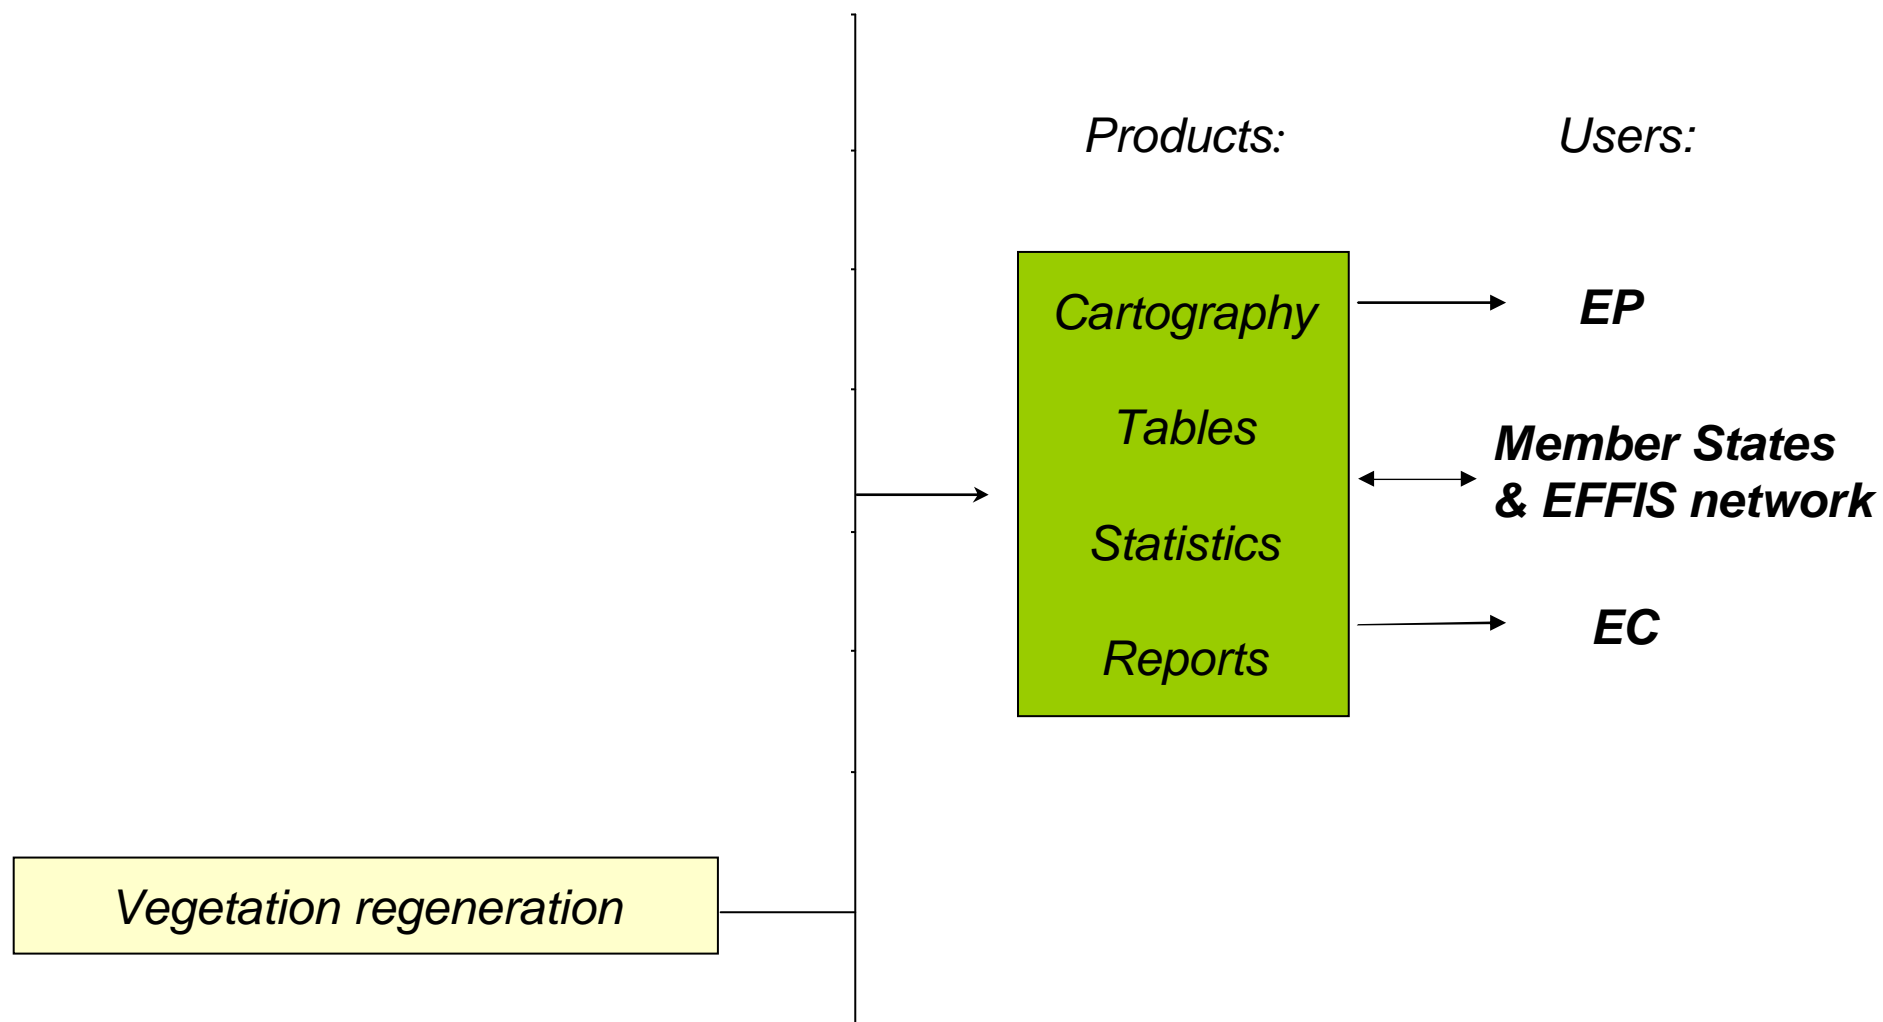 Products:
Users:
Cartography
Tables
Statistics
Reports
EP
Member States
& EFFIS network
EC
Vegetation regeneration